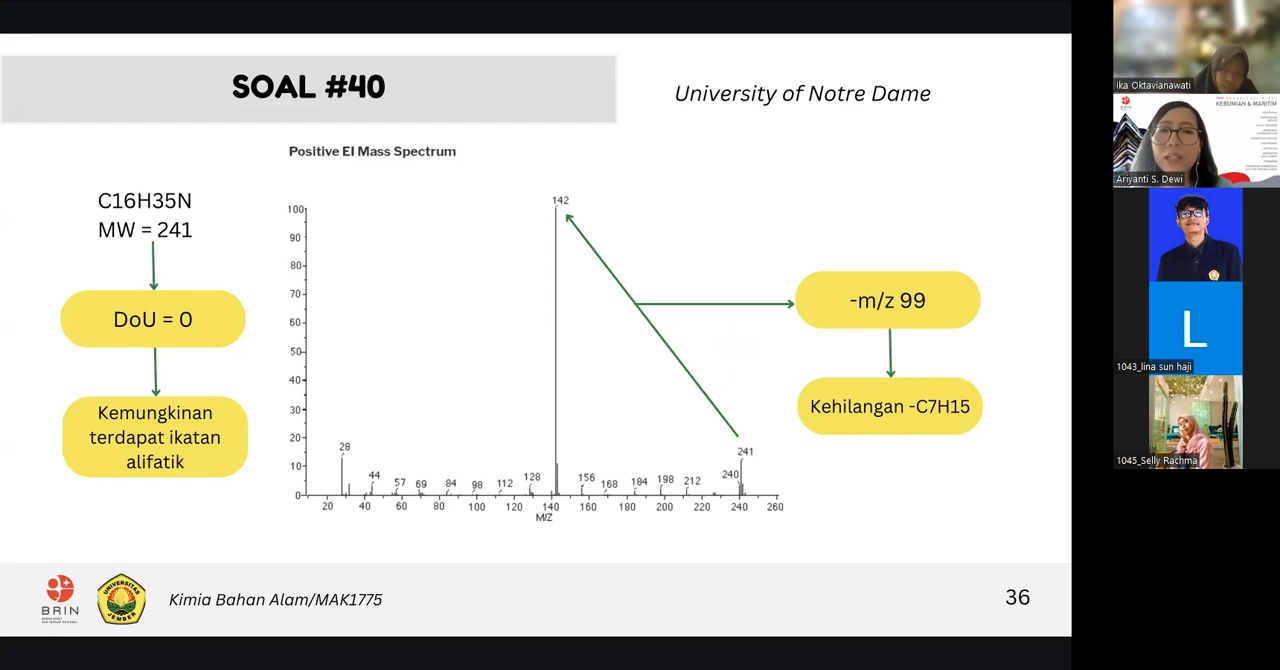 SOAL #40
University of Notre Dame
Positive EI Mass Spectrum
C16H35N
MW = 241
DoU = 0
Kemungkinan
terdapat ikatan
alifatik
100
90
80
70
60
50
40
30
20
10
0
20 40 60 80 100 120 140 160 180 200 220 240 260
M/Z
28
44
57
69
84
98
112
128
142
156
168
184
198
212
240
241
-m/z 99
Kehilangan -C7H15
BRIN
UNIVERSITAS
JEMBER
Kimia Bahan Alam/MAK1775
36
Ika Oktavianawati
KEBUMIAN & MARITIM
Ariyanti S. Dewi
L
1043_lina sun haji
1045_Selly Rachma